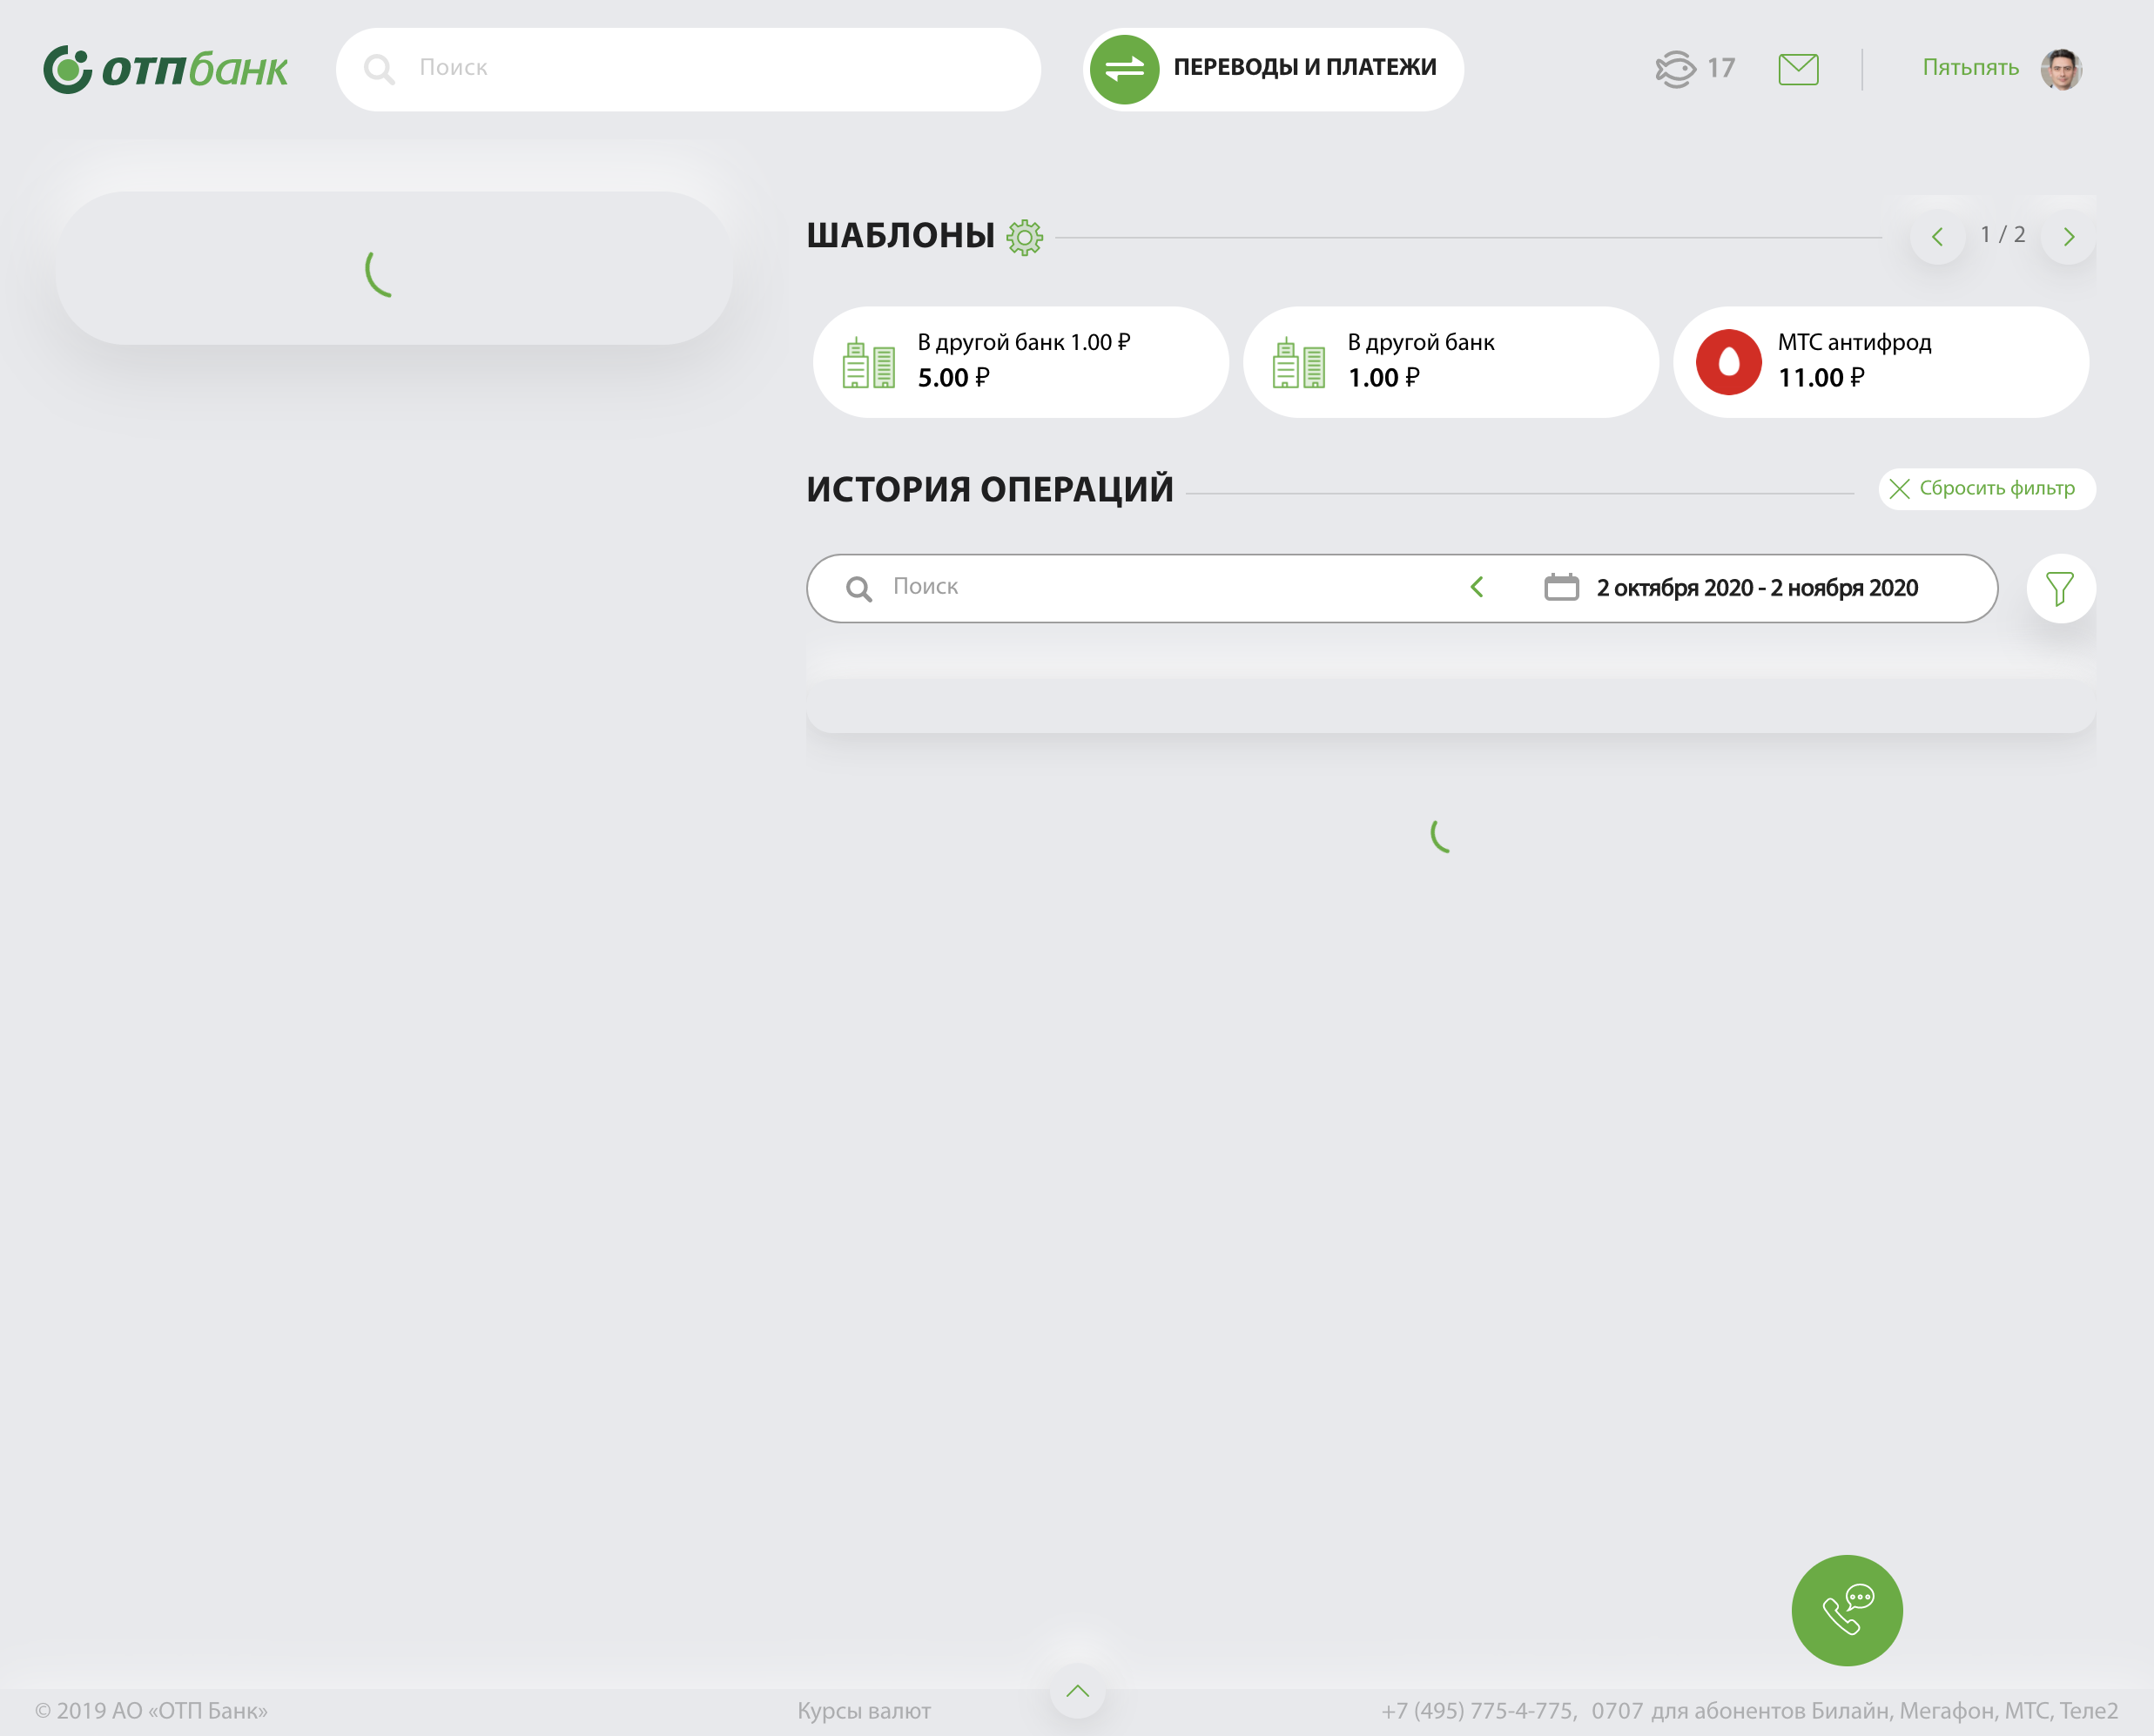 отпбанк
Поиск
ПЕРЕВОДЫ И ПЛАТЕЖИ
17
Пятьпять
ШАБЛОНЫ
1 / 2
В другой банк 1.00 ₽
5.00 ₽
В другой банк
1.00 ₽
МТС антифрод
11.00 ₽
ИСТОРИЯ ОПЕРАЦИЙ
Сбросить фильтр
Поиск
2 октября 2020 - 2 ноября 2020
© 2019 АО «ОТП Банк»
Курсы валют
+7 (495) 775-4-775, 0707 для абонентов Билайн, Мегафон, МТС, Теле2